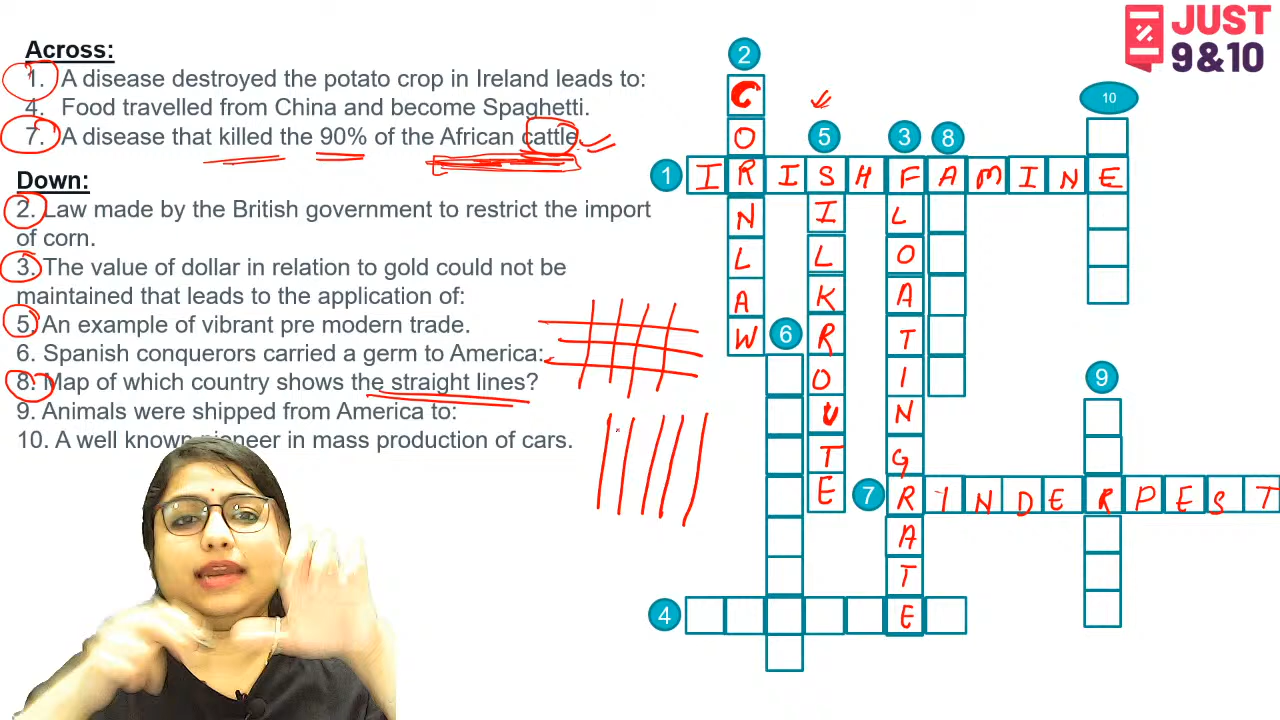 Across:
1. A disease destroyed the potato crop in Ireland leads to:
4. Food travelled from China and become Spaghetti.
7. A disease that killed the 90% of the African cattle.
Down:
2. Law made by the British government to restrict the import
of corn.
3. The value of dollar in relation to gold could not be
maintained that leads to the application of:
5. An example of vibrant pre modern trade.
6. Spanish conquerors carried a germ to America:
8. Map of which country shows the straight lines?
9. Animals were shipped from America to:
10. A well known pioneer in mass production of cars.
JUST
9&10
2
10
5
3
8
1
IRISHFAMINE
CORNLAW
SILKROUTE
FLOATINGRATE
6
9
7
RINDERPEST
4